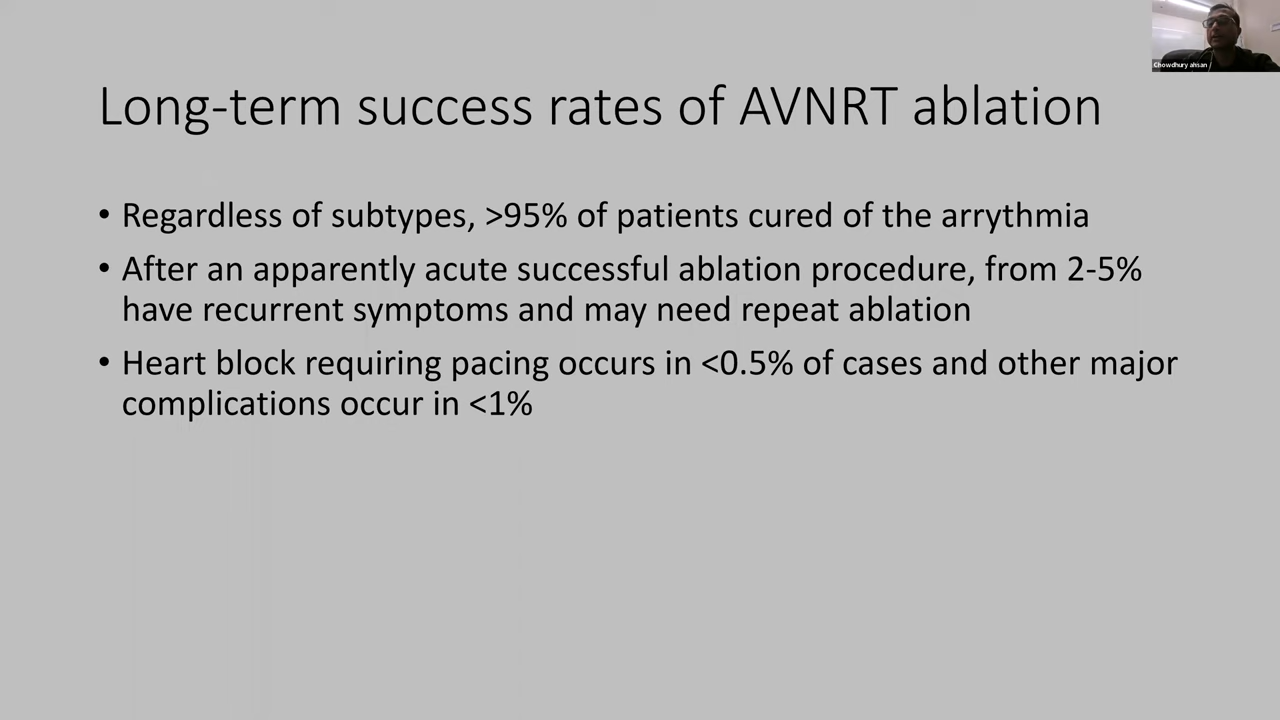 Chowdhury ahsan
Long-term success rates of AVNRT ablation
• Regardless of subtypes, >95% of patients cured of the arrythmia
• After an apparently acute successful ablation procedure, from 2-5%
have recurrent symptoms and may need repeat ablation
• Heart block requiring pacing occurs in <0.5% of cases and other major
complications occur in <1%